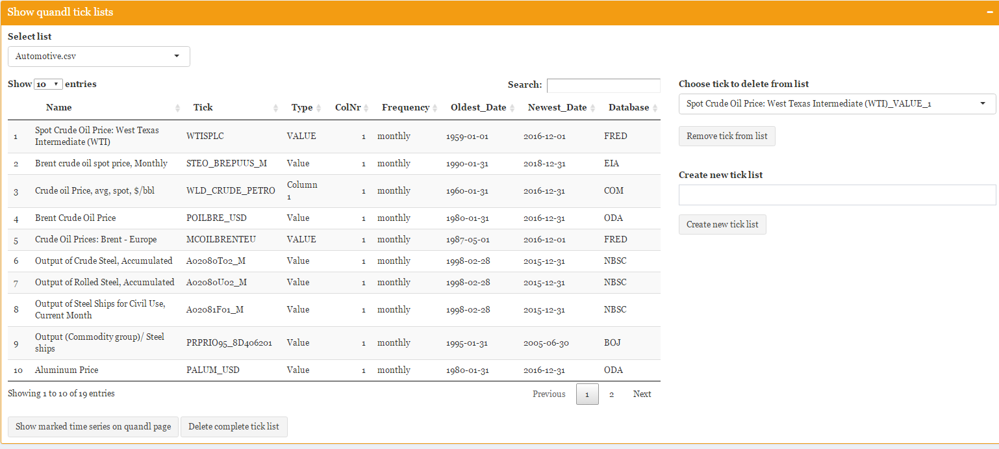 Show quandl tick lists
Select list
Automotive.csv
Show 10 entries
Search:
Name Tick Type ColNr Frequency Oldest_Date Newest_Date Database
1 Spot Crude Oil Price: West Texas
Intermediate (WTI) WTISPLC VALUE 1 monthly 1959-01-01 2016-12-01 FRED
2 Brent crude oil spot price, Monthly STEO_BREPUUS_M Value 1 monthly 1990-01-31 2018-12-31 EIA
3 Crude oil Price, avg, spot, $/bbl WLD_CRUDE_PETRO Column
1 1 monthly 1960-01-31 2016-12-31 COM
4 Brent Crude Oil Price POILBRE_USD Value 1 monthly 1980-01-31 2016-12-31 ODA
5 Crude Oil Prices: Brent - Europe MCOILBRENTEU VALUE 1 monthly 1987-05-01 2016-12-01 FRED
6 Output of Crude Steel, Accumulated A02080T02_M Value 1 monthly 1998-02-28 2015-12-31 NBSC
7 Output of Rolled Steel, Accumulated A02080U02_M Value 1 monthly 1998-02-28 2015-12-31 NBSC
8 Output of Steel Ships for Civil Use,
Current Month A02081F01_M Value 1 monthly 1998-02-28 2015-12-31 NBSC
9 Output (Commodity group)/ Steel
ships PRPRIO95_8D406201 Value 1 monthly 1995-01-31 2005-06-30 BOJ
10 Aluminum Price PALUM_USD Value 1 monthly 1980-01-31 2016-12-31 ODA
Showing 1 to 10 of 19 entries
Previous 1 2 Next
Show marked time series on quandl page
Delete complete tick list
Choose tick to delete from list
Spot Crude Oil Price: West Texas Intermediate (WTI)_VALUE_1
Remove tick from list
Create new tick list
Create new tick list